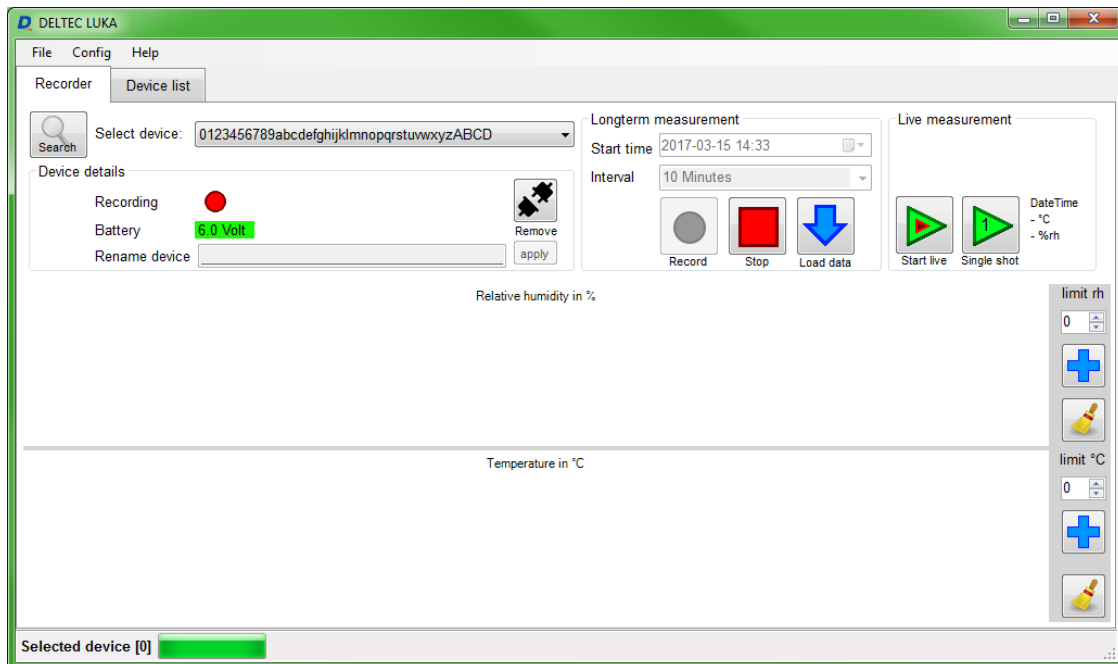 DELTEC LUKA
File Config Help
Recorder Device list
Search
Select device: 0123456789abcdefghijklmnopqrstuvwxyzABCD
Device details
Recording
Battery 6.0 Volt
Remove
Rename device apply
Longterm measurement
Start time 2017-03-15 14:33
Interval 10 Minutes
Record Stop Load data
Live measurement
1
DateTime
- °C
- %rh
Start live Single shot
Relative humidity in %
limit rh
0
Temperature in °C
limit °C
0
Selected device [0]